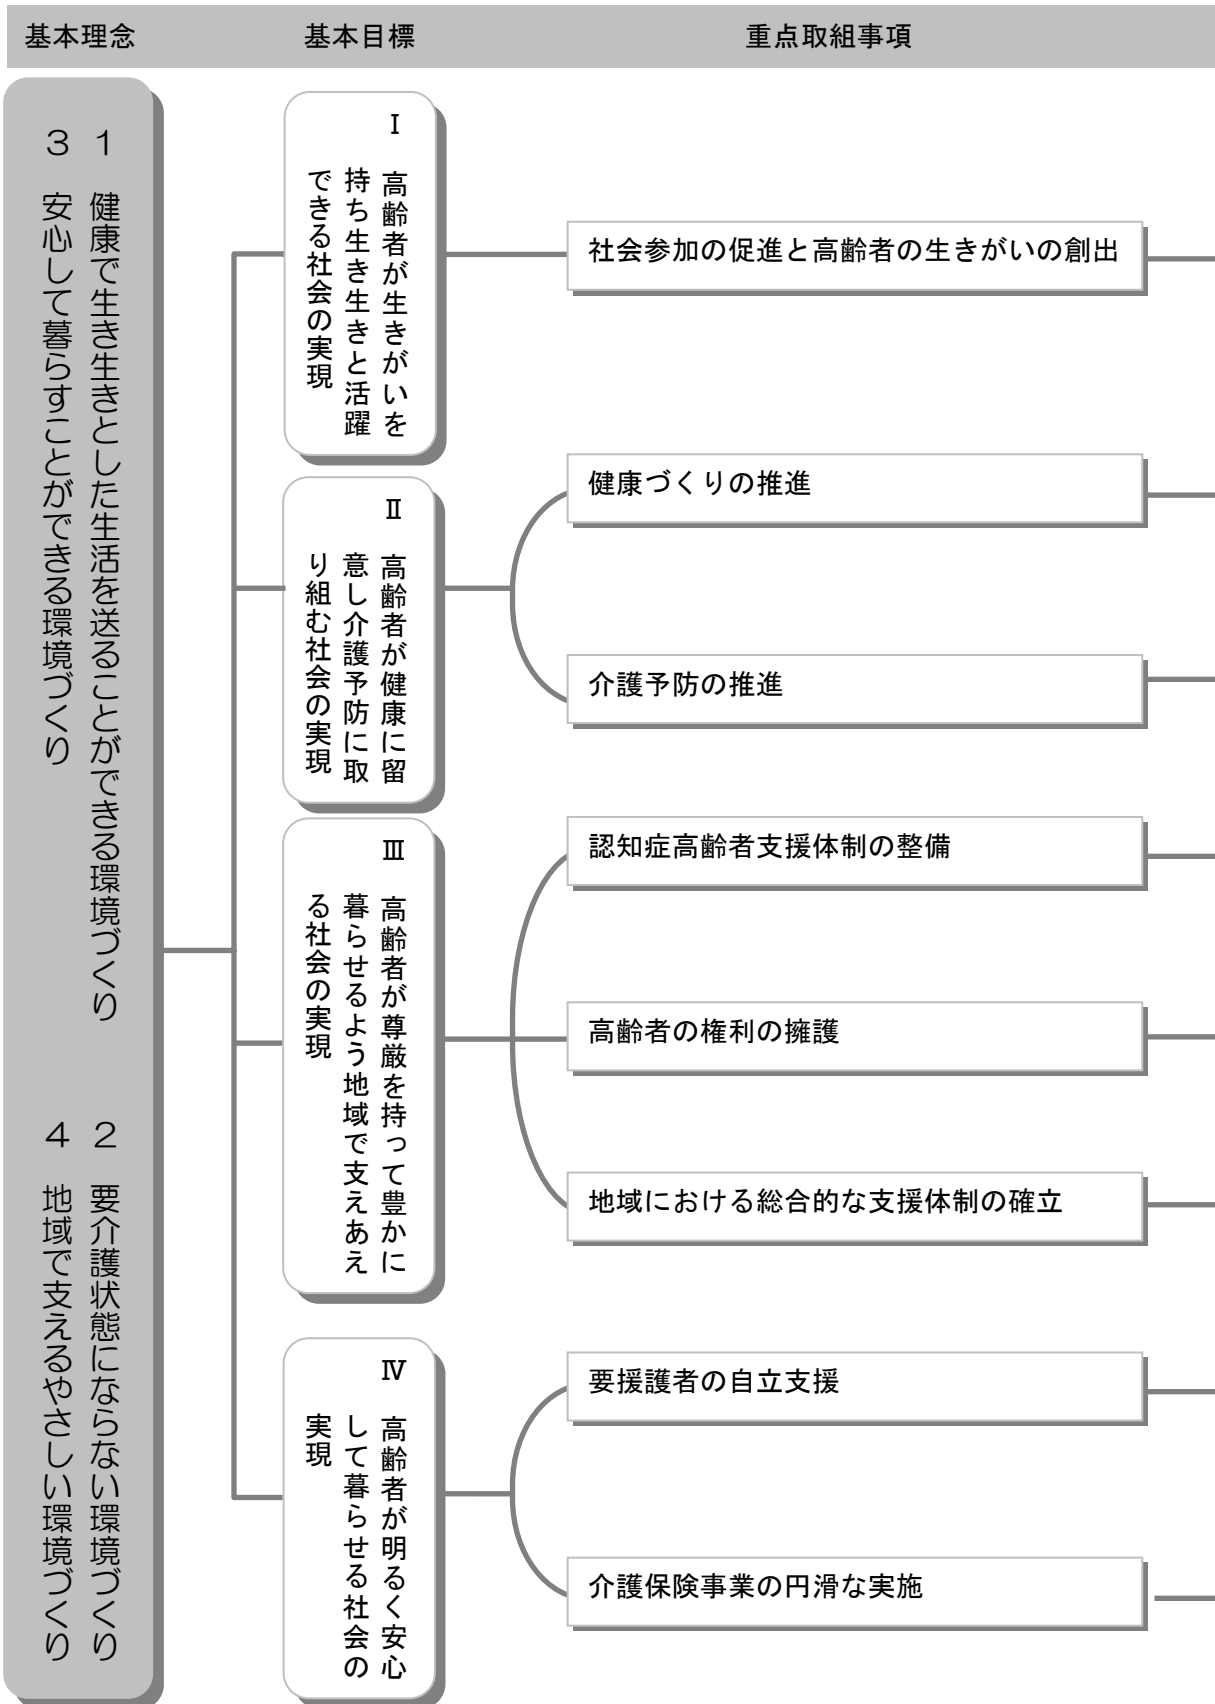 基本理念
基本目標
重点取組事項
1　健康で生き生きとした生活を送ることができる環境づくり
2　要介護状態にならない環境づくり
3　安心して暮らすことができる環境づくり
4　地域で支えるやさしい環境づくり
Ⅰ
高齢者が生きがいを
持ち生き生きと活躍
できる社会の実現
社会参加の促進と高齢者の生きがいの創出
Ⅱ
高齢者が健康に留
意し介護予防に取
り組む社会の実現
健康づくりの推進
介護予防の推進
Ⅲ
高齢者が尊厳を持って豊かに
暮らせるよう地域で支えあえ
る社会の実現
認知症高齢者支援体制の整備
高齢者の権利の擁護
地域における総合的な支援体制の確立
Ⅳ
高齢者が明るく安心
して暮らせる社会の
実現
要援護者の自立支援
介護保険事業の円滑な実施